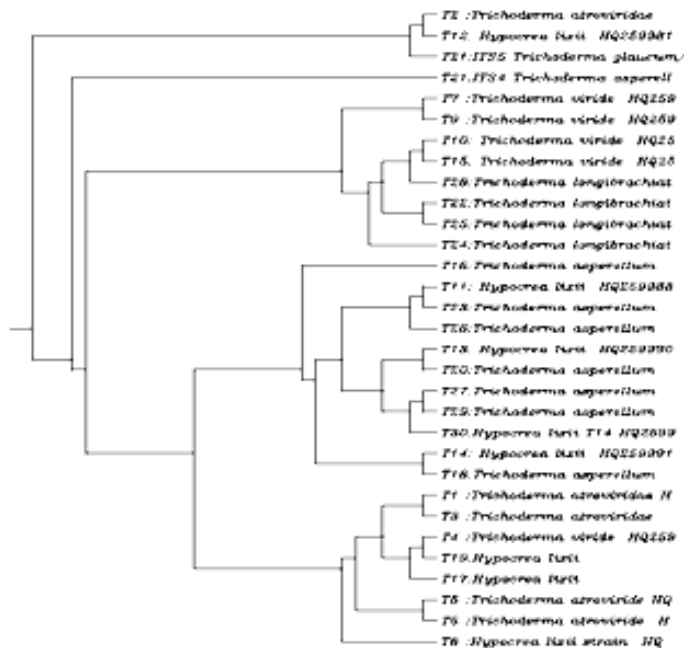 T2 :Trichoderma atroviridae
T12. Hypocrea lixii HQ259981
T21:ITS5 Trichoderma glaucum,
T21.ITS4 Trichoderma asperell
T7 :Trichoderma viride HQ259
T9 :Trichoderma viride HQ259
T10: Trichoderma viride HQ25
T15. Trichoderma viride HQ25
T28:Trichoderma longibrachiat
T22:Trichoderma longibrachiat
T25:Trichoderma longibrachiat
T24:Trichoderma longibrachiat
T16:Trichoderma asperellum
T11: Hypocrea lixii HQ259988
T23:Trichoderma asperellum
T26:Trichoderma asperellum
T13. Hypocrea lixii HQ259990
T20:Trichoderma asperellum
T27:Trichoderma asperellum
T29:Trichoderma asperellum
T30.Hypocrea lixii T14 HQ2599
T14: Hypocrea lixii HQ259991
T18:Trichoderma asperellum
T1 :Trichoderma atroviridae H
T3 :Trichoderma atroviridae
T4 :Trichoderma viride HQ259
T19.Hypocrea lixii
T17.Hypocrea lixii
T5 :Trichoderma atroviride HQ
T6 :Trichoderma atroviride H
T8 :Hypocrea lixii strain HQ